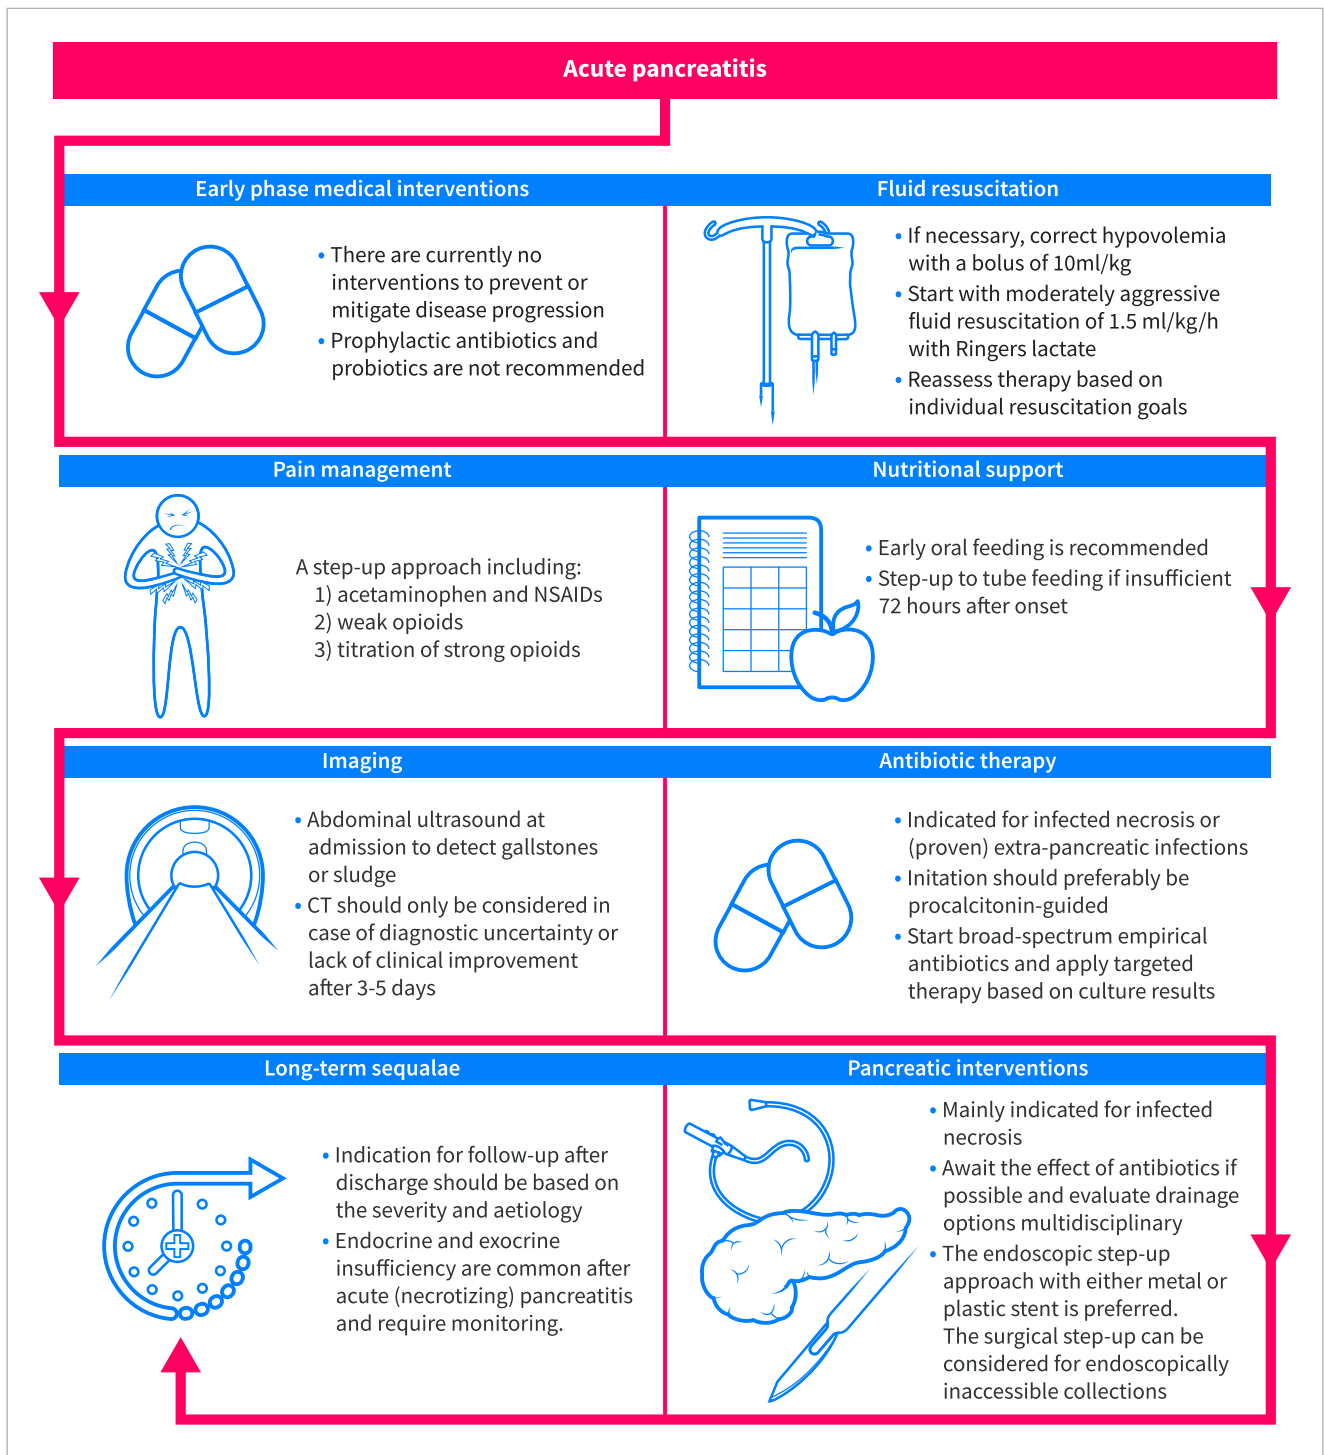 Acute pancreatitis
Early phase medical interventions
• There are currently no
interventions to prevent or
mitigate disease progression
• Prophylactic antibiotics and
probiotics are not recommended
Fluid resuscitation
• If necessary, correct hypovolemia
with a bolus of 10ml/kg
• Start with moderately aggressive
fluid resuscitation of 1.5 ml/kg/h
with Ringers lactate
• Reassess therapy based on
individual resuscitation goals
Pain management
A step-up approach including:
1) acetaminophen and NSAIDs
2) weak opioids
3) titration of strong opioids
Nutritional support
• Early oral feeding is recommended
• Step-up to tube feeding if insufficient
72 hours after onset
Imaging
• Abdominal ultrasound at
admission to detect gallstones
or sludge
• CT should only be considered in
case of diagnostic uncertainty or
lack of clinical improvement
after 3-5 days
Antibiotic therapy
• Indicated for infected necrosis or
(proven) extra-pancreatic infections
• Initation should preferably be
procalcitonin-guided
• Start broad-spectrum empirical
antibiotics and apply targeted
therapy based on culture results
Long-term sequalae
• Indication for follow-up after
discharge should be based on
the severity and aetiology
• Endocrine and exocrine
insufficiency are common after
acute (necrotizing) pancreatitis
and require monitoring.
Pancreatic interventions
• Mainly indicated for infected
necrosis
• Await the effect of antibiotics if
possible and evaluate drainage
options multidisciplinary
• The endoscopic step-up
approach with either metal or
plastic stent is preferred.
The surgical step-up can be
considered for endoscopically
inaccessible collections